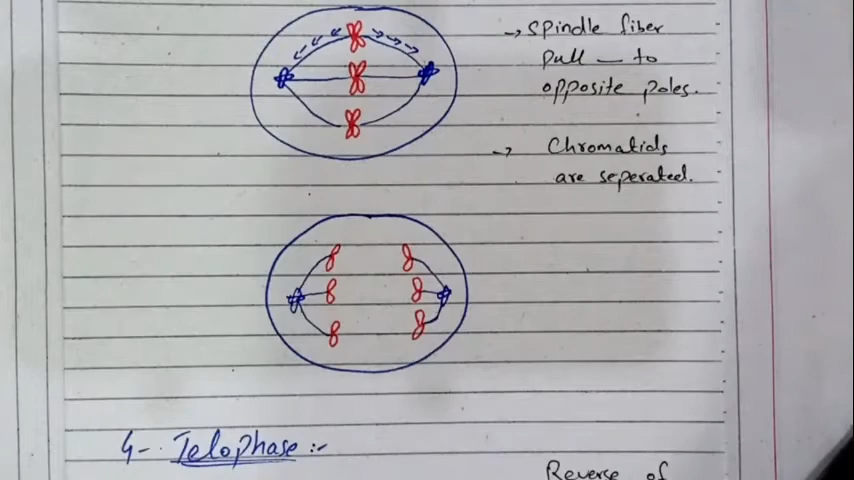 → Spindle fiber
pull — to
opposite poles.
→ Chromatids
are seperated.
4-. Telophase :-
Reverse of